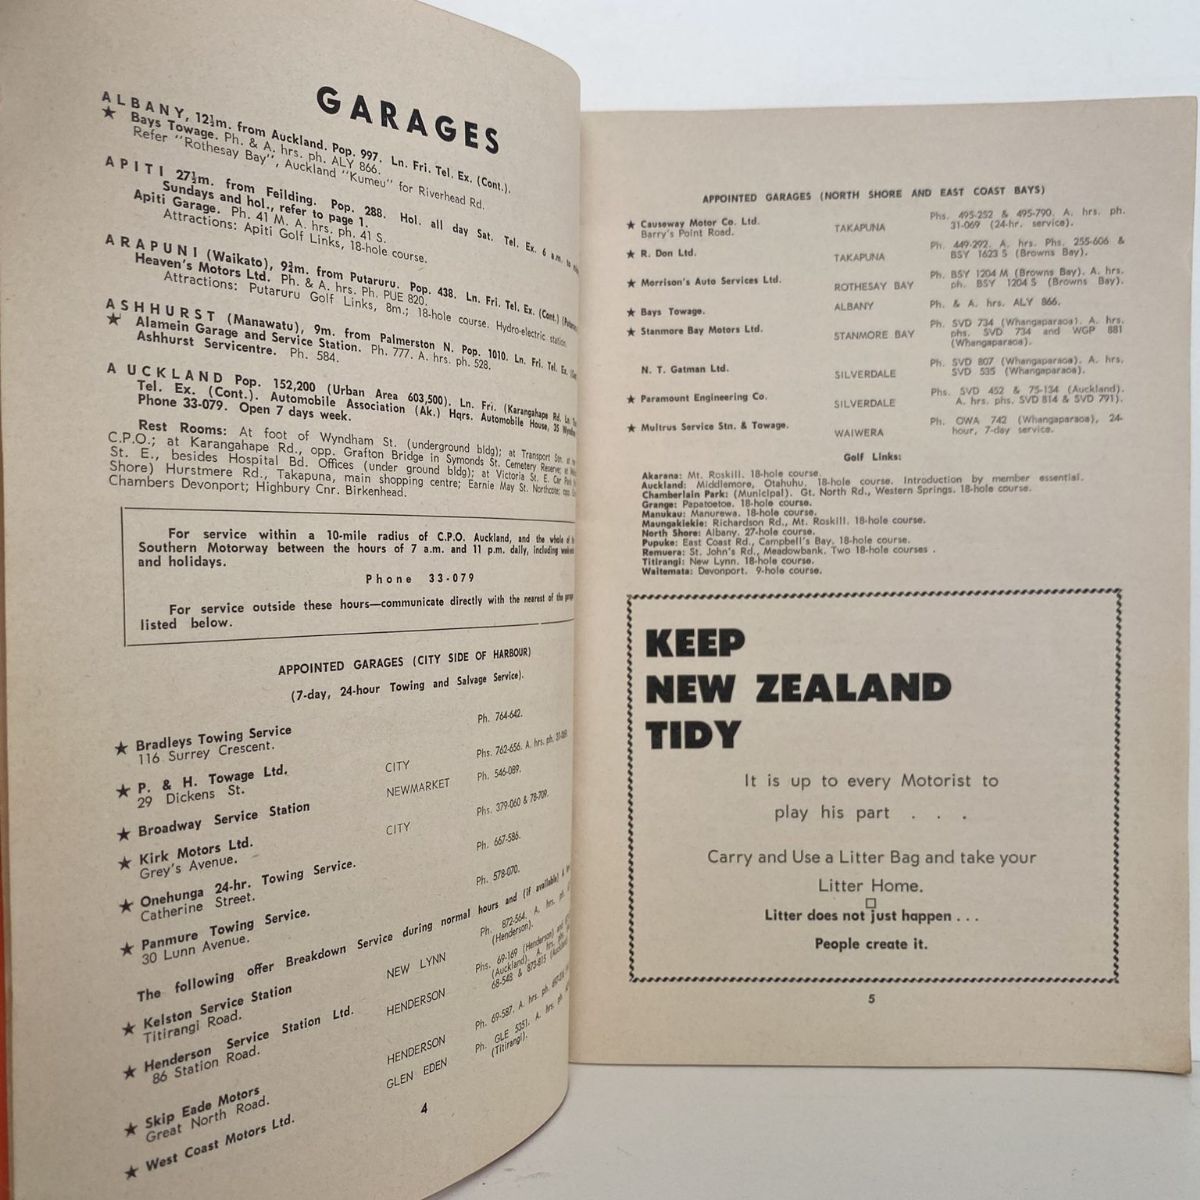 GARAGES
ALBANY, 12½m. from Auckland. Pop. 997. Ln. Fri. Tel. Ex. (Cont.).
★ Bays Towage. Ph. & A. hrs. ph. ALY 866.
Refer "Rothesay Bay", Auckland "Kumeu" for Riverhead Rd.
APITI 27½m. from Feilding. Pop. 288. Hol. all day Sat. Tel. Ex. 6 a.m. to
Sundays and hol., refer to page 1.
Apiti Garage. Ph. 41 M. A. hrs. ph. 41 S.
Attractions: Apiti Golf Links, 18-hole course.
ARAPUNI (Waikato), 9¾m. from Putaruru. Pop. 438. Ln. Fri. Tel. Ex. (Cont.)
Heaven's Motors Ltd. Ph. & A. hrs. Ph. PUE 820.
Attractions: Putaruru Golf Links, 8m.; 18-hole course. Hydro-electric station.
ASHHURST (Manawatu), 9m. from Palmerston N. Pop. 1010. Ln. Fri. Tel. Ex.
★ Alamein Garage and Service Station. Ph. 777. A. hrs. ph. 528.
Ashhurst Servicentre. Ph. 584.
AUCKLAND Pop. 152,200 (Urban Area 603,500). Ln. Fri. (Karangahape Rd. Ln.
Tel. Ex. (Cont.). Automobile Association (Ak.) Hqrs. Automobile House, 25
Phone 33-079. Open 7 days week.
Rest Rooms: At foot of Wyndham St. (underground bldg); at Transport Stn.
C.P.O.; at Karangahape Rd., opp. Grafton Bridge in Symonds St. Cemetery Reserve;
St. E., besides Hospital Bd. Offices (under ground bldg); at Victoria St. E. Car
Shore) Hurstmere Rd., Takapuna, main shopping centre; Earnie May St. Northcote; opp.
Chambers Devonport; Highbury Cnr. Birkenhead.
For service within a 10-mile radius of C.P.O. Auckland, and the whole of
Southern Motorway between the hours of 7 a.m. and 11 p.m. daily, including
and holidays.
Phone 33-079
For service outside these hours—communicate directly with the nearest of the
listed below.
APPOINTED GARAGES (CITY SIDE OF HARBOUR)
(7-day, 24-hour Towing and Salvage Service).
★ Bradleys Towing Service Ph. 764-642.
116 Surrey Crescent.
★ P. & H. Towage Ltd. CITY Phs. 762-656. A. hrs. ph.
29 Dickens St.
★ Broadway Service Station NEWMARKET Ph. 546-089.
★ Kirk Motors Ltd. CITY Phs. 379-060 & 78-709.
Grey's Avenue.
★ Onehunga 24-hr. Towing Service. Ph. 667-586.
Catherine Street.
★ Panmure Towing Service. Ph. 578-070.
30 Lunn Avenue.
The following offer Breakdown Service during normal hours and (if available)
★ Kelston Service Station NEW LYNN Ph. 872-564. A. hrs. ph.
Titirangi Road. (Henderson).
★ Henderson Service Station Ltd. HENDERSON Phs. 69-169 (Henderson) and
86 Station Road. (Auckland). A. hrs. phs.
68-548 & 873-815 (Auckland
★ Skip Eade Motors HENDERSON Ph. 69-587. A. hrs. ph.
Great North Road.
★ West Coast Motors Ltd. GLEN EDEN Ph. GLE 5351. A. hrs. ph
(Titirangi).
4
APPOINTED GARAGES (NORTH SHORE AND EAST COAST BAYS)
★ Causeway Motor Co. Ltd. TAKAPUNA Phs. 495-252 & 495-790. A. hrs. ph.
Barry's Point Road. 31-069 (24-hr. service).
★ R. Don Ltd. TAKAPUNA Ph. 449-292. A. hrs. Phs. 255-606 &
BSY 1623 S (Browns Bay).
★ Morrison's Auto Services Ltd. ROTHESAY BAY Ph. BSY 1204 M (Browns Bay). A. hrs.
ph. BSY 1204 S (Browns Bay).
★ Bays Towage. ALBANY Ph. & A. hrs. ALY 866.
★ Stanmore Bay Motors Ltd. STANMORE BAY Ph. SVD 734 (Whangaparaoa). A. hrs.
phs. SVD 734 and WGP 881
(Whangaparaoa).
N. T. Gatman Ltd. SILVERDALE Ph. SVD 807 (Whangaparaoa). A. hrs.
SVD 535 (Whangaparaoa).
★ Paramount Engineering Co. SILVERDALE Phs. SVD 452 & 75-134 (Auckland).
A. hrs. phs. SVD 814 & SVD 791).
★ Multrus Service Stn. & Towage. WAIWERA Ph. OWA 742 (Whangaparaoa), 24-
hour, 7-day service.
Golf Links:
Akarana: Mt. Roskill. 18-hole course.
Auckland: Middlemore, Otahuhu. 18-hole course. Introduction by member essential.
Chamberlain Park: (Municipal). Gt. North Rd., Western Springs. 18-hole course.
Grange: Papatoetoe. 18-hole course.
Manukau: Manurewa. 18-hole course.
Maungakiekie: Richardson Rd., Mt. Roskill. 18-hole course.
North Shore: Albany. 27-hole course.
Pupuke: East Coast Rd., Campbell's Bay. 18-hole course.
Remuera: St. John's Rd., Meadowbank. Two 18-hole courses .
Titirangi: New Lynn. 18-hole course.
Waitemata: Devonport. 9-hole course.
KEEP
NEW ZEALAND
TIDY
It is up to every Motorist to
play his part . . .
Carry and Use a Litter Bag and take your
Litter Home.
Litter does not just happen . . .
People create it.
5